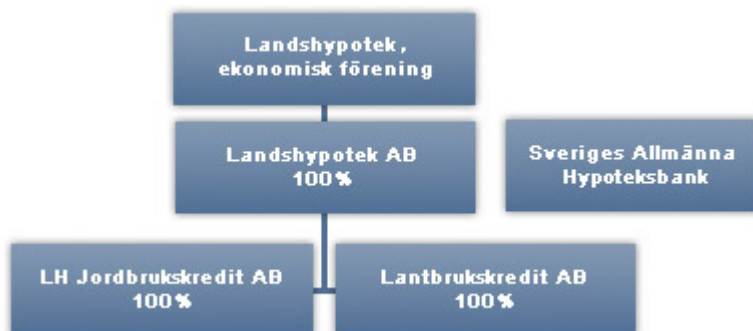 Landshypotek,
ekonomisk förening
Landshypotek AB
100%
Sveriges Allmänna
Hypoteksbank
LH Jordbrukskredit AB
100%
Lantbrukskredit AB
100%